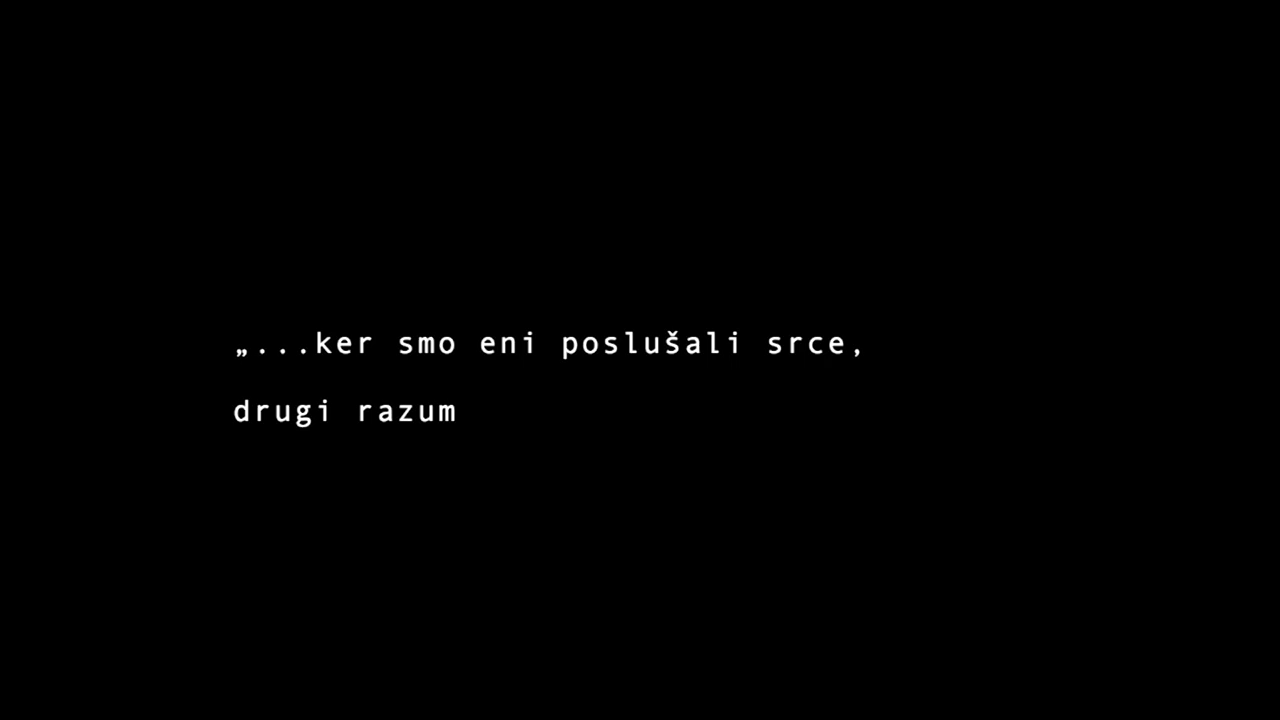 „...ker smo eni poslušali srce,
drugi razum